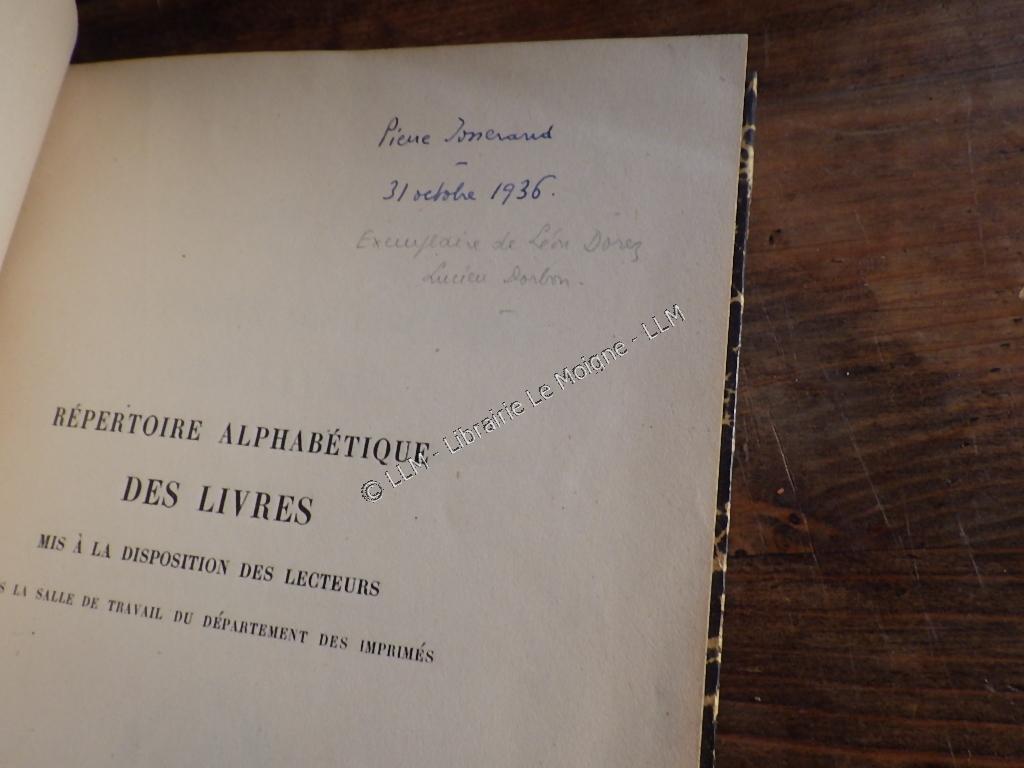 Pierre Josserand
31 octobre 1936.
Exemplaire de Léon Dorez
Lucien Dorbon.
© LLM - Librairie Le Moigne - LLM
RÉPERTOIRE ALPHABÉTIQUE
DES LIVRES
MIS À LA DISPOSITION DES LECTEURS
S LA SALLE DE TRAVAIL DU DÉPARTEMENT DES IMPRIMÉS